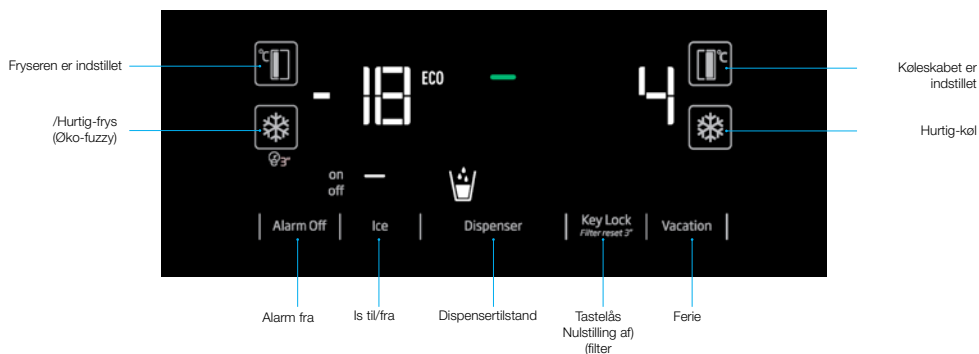 Fryseren er indstillet
°C
- 18 ECO
4
°C
Køleskabet er
indstillet
/Hurtig-frys
(Øko-fuzzy)
3"
Hurtig-køl
on
off
Alarm Off
Ice
Dispenser
Key Lock
Filter reset 3"
Vacation
Alarm fra
Is til/fra
Dispensertilstand
Tastelås
Nulstilling af)
(filter
Ferie